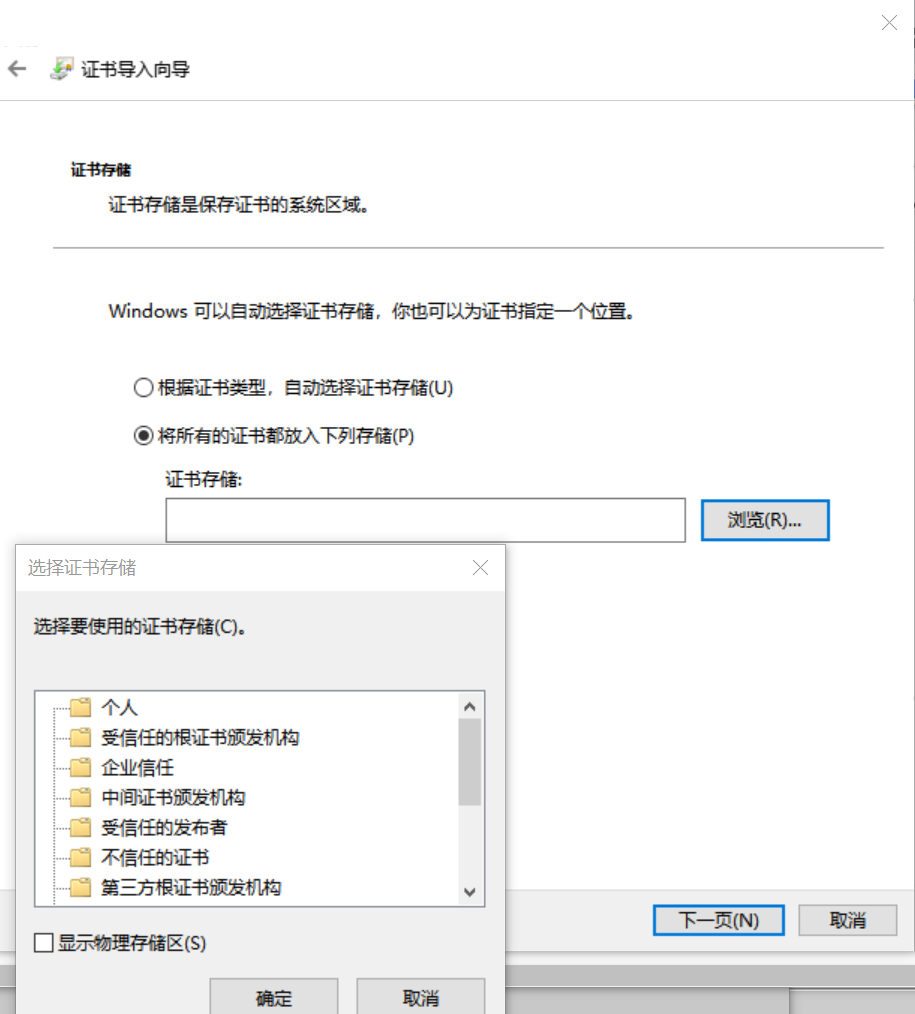 证书导入向导
证书存储
证书存储是保存证书的系统区域。
Windows 可以自动选择证书存储，你也可以为证书指定一个位置。
根据证书类型，自动选择证书存储(U)
将所有的证书都放入下列存储(P)
证书存储:
浏览(R)...
选择证书存储
选择要使用的证书存储(C)。
个人
受信任的根证书颁发机构
企业信任
中间证书颁发机构
受信任的发布者
不信任的证书
第三方根证书颁发机构
显示物理存储区(S)
确定
取消
下一页(N)
取消